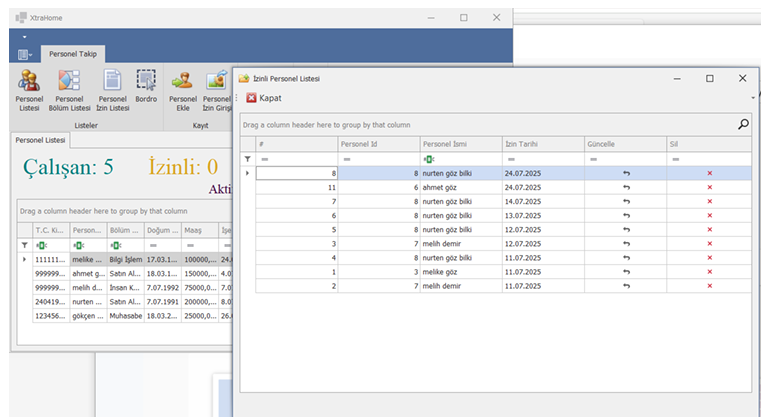 XtraHome
Personel Takip
Personel Listesi
Personel Bölüm Listesi
Personel İzin Listesi
Bordro
Personel Ekle
Personel İzin Girişi
Listeler
Kayıt
Personel Listesi
Çalışan: 5
İzinli: 0
Akti
Drag a column header here to group by that column
T.C. Ki... Person... Bölüm ... Doğum ... Maaş İşe
111111... melike ... Bilgi İşlem 17.03.1... 100000,... 24.0
999999... ahmet g... Satın Al... 18.03.1... 150000,... 4.07
999999... melih d... İnsan K... 7.07.1992 75000,0... 7.07
240419... nurten ... Satın Al... 7.07.1991 200000,... 8.07
123456... gökçen ... Muhasabe 18.03.2... 25000,0... 26.0
İzinli Personel Listesi
Kapat
Drag a column header here to group by that column
# Personel Id Personel İsmi İzin Tarihi Güncelle Sil
8 8 nurten göz bilki 24.07.2025
11 6 ahmet göz 24.07.2025
7 8 nurten göz bilki 14.07.2025
6 8 nurten göz bilki 13.07.2025
5 8 nurten göz bilki 12.07.2025
3 7 melih demir 12.07.2025
4 8 nurten göz bilki 11.07.2025
1 3 melike göz 11.07.2025
2 7 melih demir 11.07.2025